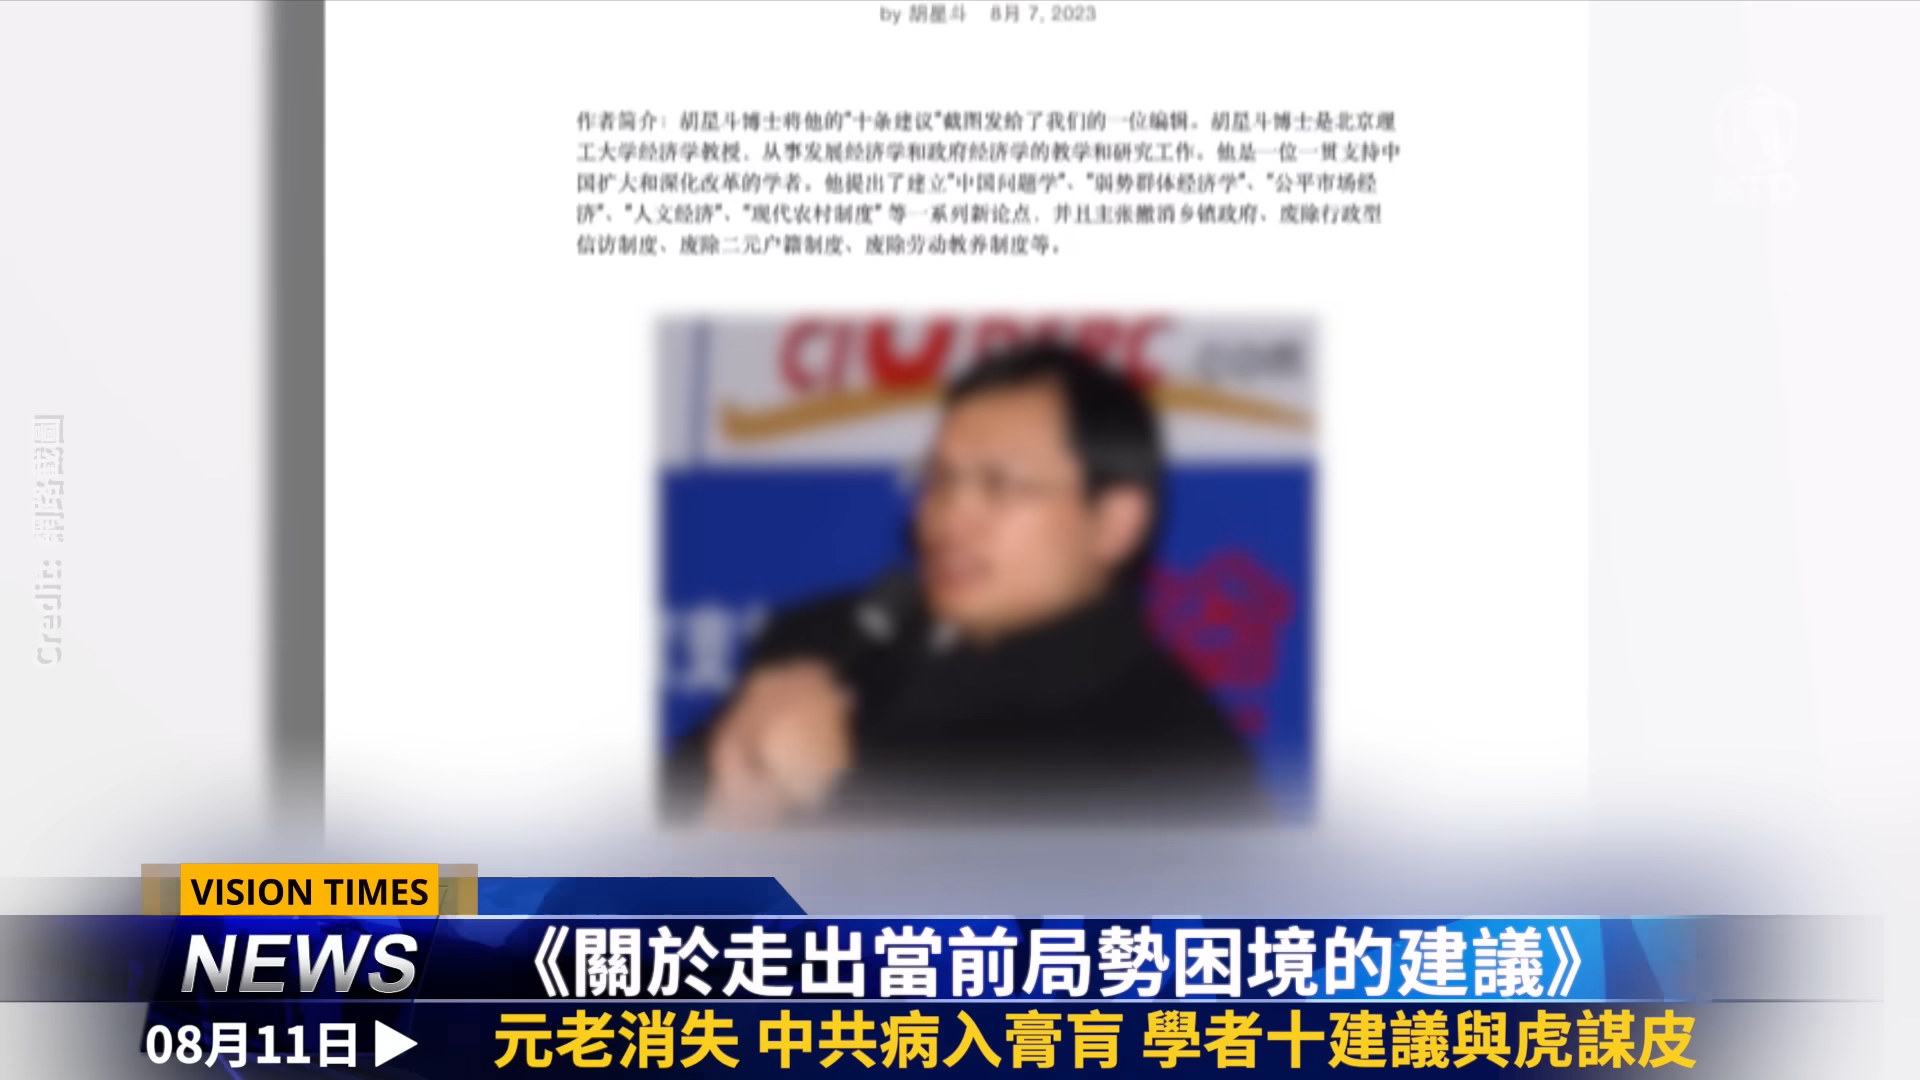 by 胡星斗 8月 7, 2023
作者简介：胡星斗博士将他的“十条建议”截图发给了我们的一位编辑。胡星斗博士是北京理
工大学经济学教授，从事发展经济学和政府经济学的教学和研究工作。他是一位一贯支持中
国扩大和深化改革的学者。他提出了建立“中国问题学”、“弱势群体经济学”、“公平市场经
济”、“人文经济”、“现代农村制度” 等一系列新论点，并且主张撤消乡镇政府、废除行政型
信访制度、废除二元户籍制度、废除劳动教养制度等。
.com
Credit: 網路截圖
NTD
VISION TIMES
NEWS
《關於走出當前局勢困境的建議》
08月11日
元老消失 中共病入膏肓 學者十建議與虎謀皮